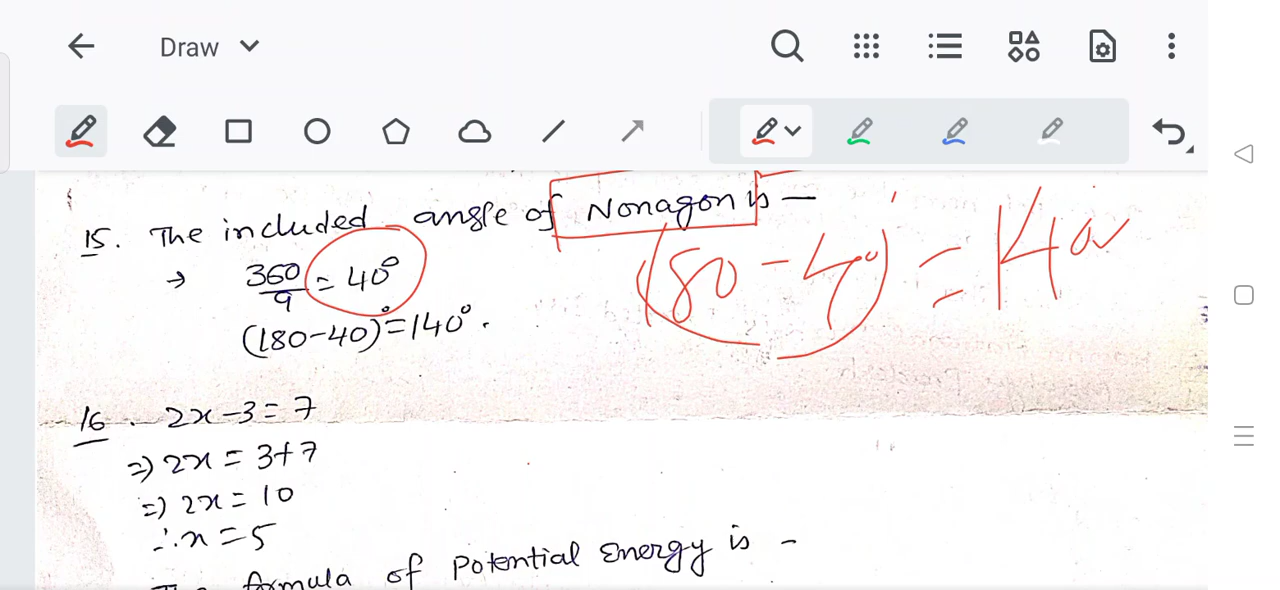 Draw
15. The included angle of Nonagon is —
→ 360/9 = 40°
(180-40)° = 140°.
(180 - 40) = 140
16. 2x-3=7
⇒ 2x = 3+7
⇒ 2x = 10
∴ x = 5
formula of Potential Energy is -